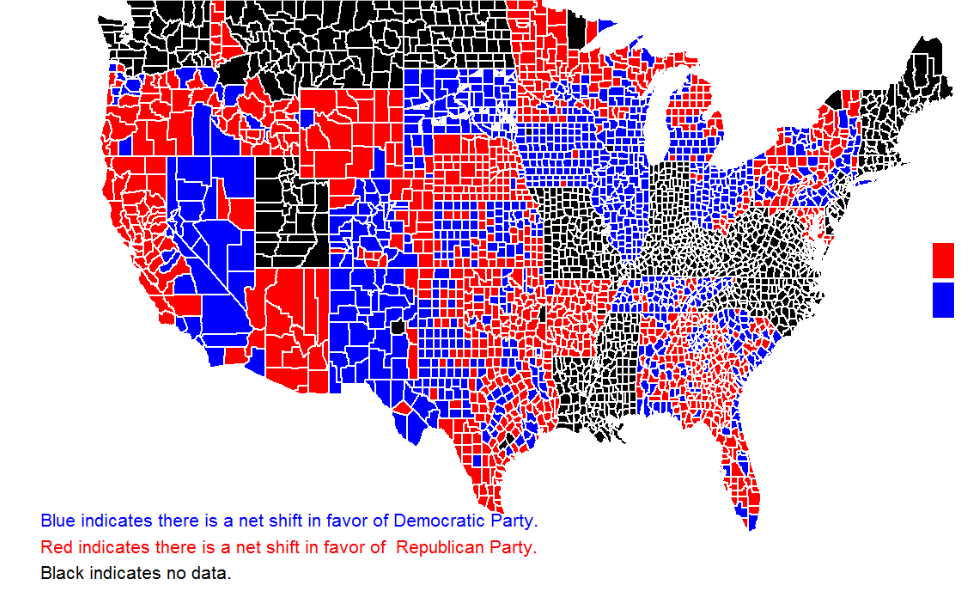 Blue indicates there is a net shift in favor of Democratic Party.
Red indicates there is a net shift in favor of  Republican Party.
Black indicates no data.